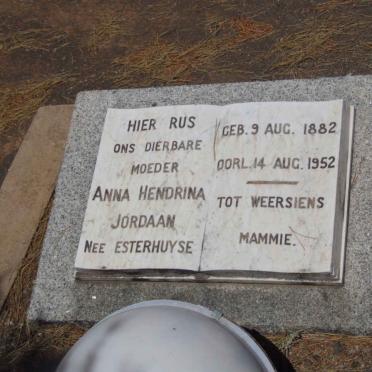 HIER RUS
ONS DIERBARE
MOEDER
ANNA HENDRINA
JORDAAN
NEE ESTERHUYSE
GEB. 9 AUG. 1882
OORL. 14 AUG. 1952
TOT WEERSIENS
MAMMIE.